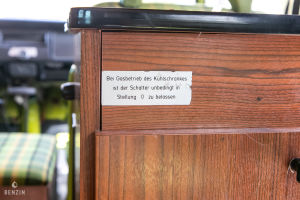 Bei Gasbetrieb des Kühlschrankes
ist der Schalter unbedingt in
Stellung 0 zu belassen
BENZIN